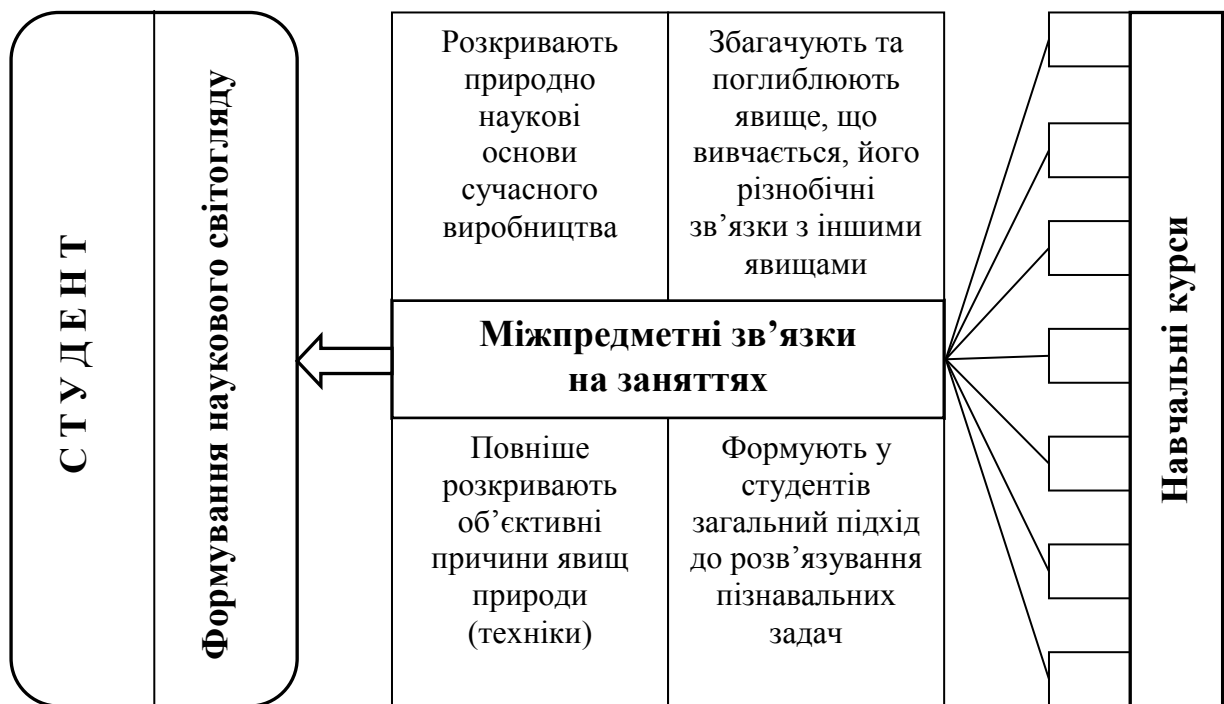 С Т У Д Е Н Т
Формування наукового світогляду
Розкривають
природно
наукові
основи
сучасного
виробництва
Збагачують та
поглиблюють
явище, що
вивчається, його
різнобічні
зв’язки з іншими
явищами
Міжпредметні зв’язки
на заняттях
Повніше
розкривають
об’єктивні
причини явищ
природи
(техніки)
Формують у
студентів
загальний підхід
до розв’язування
пізнавальних
задач
Навчальні курси